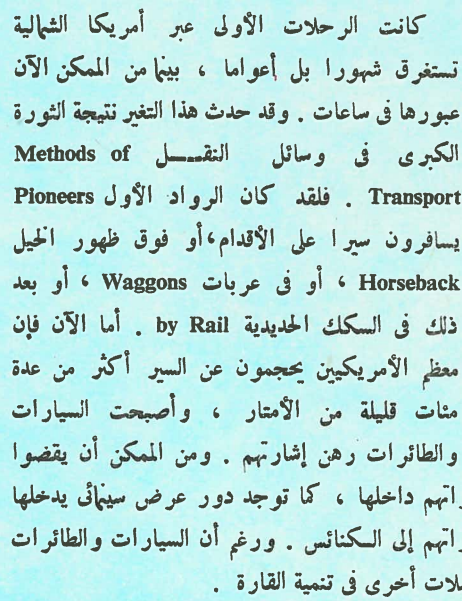 كانت الرحلات الأولى عبر أمريكا الشمالية
تستغرق شهورا بل أعواما ، بينما من الممكن الآن
عبورها فى ساعات . وقد حدث هذا التغير نتيجة الثورة
الكبرى فى وسائل النقــل Methods of
Transport . فلقد كان الرواد الأول Pioneers
يسافرون سيرا على الأقدام ، أو فوق ظهور الخيل
Horseback ، أو فى عربات Waggons ، أو بعد
ذلك فى السكك الحديدية by Rail . أما الآن فإن
معظم الأمريكيين يحجمون عن السير أكثر من عدة
مئات قليلة من الأمتار ، وأصبحت السيارات
والطائرات رهن إشارتهم . ومن الممكن أن يقضوا
داخلها ، كما توجد دور عرض سينمائى يدخلها
إلى الكنائس . ورغم أن السيارات والطائرات
أخرى فى تنمية القارة .